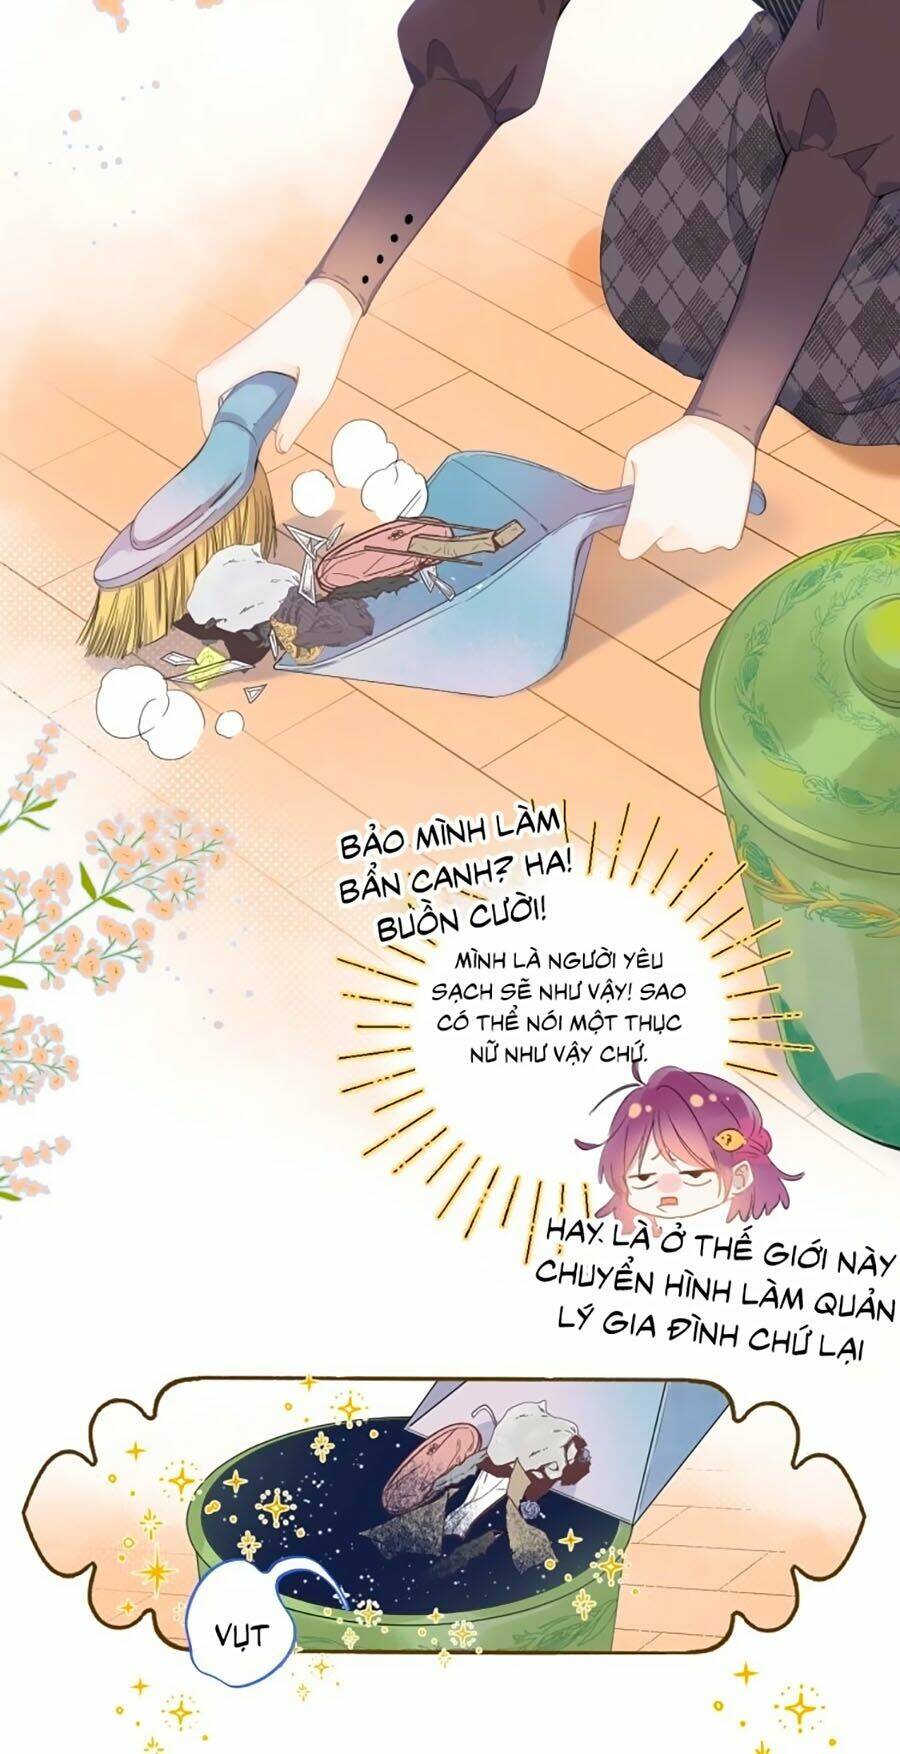 BẢO MÌNH LÀM
BẨN CANH? HA!
BUỒN CƯỜI!
MÌNH LÀ NGƯỜI YÊU
SẠCH SẼ NHƯ VẬY! SAO
CÓ THỂ NÓI MỘT THỤC
NỮ NHƯ VẬY CHỨ.
HAY LÀ Ở THẾ GIỚI NÀY
CHUYỂN HÌNH LÀM QUẢN
LÝ GIA ĐÌNH CHỨ LẠI
VỤT